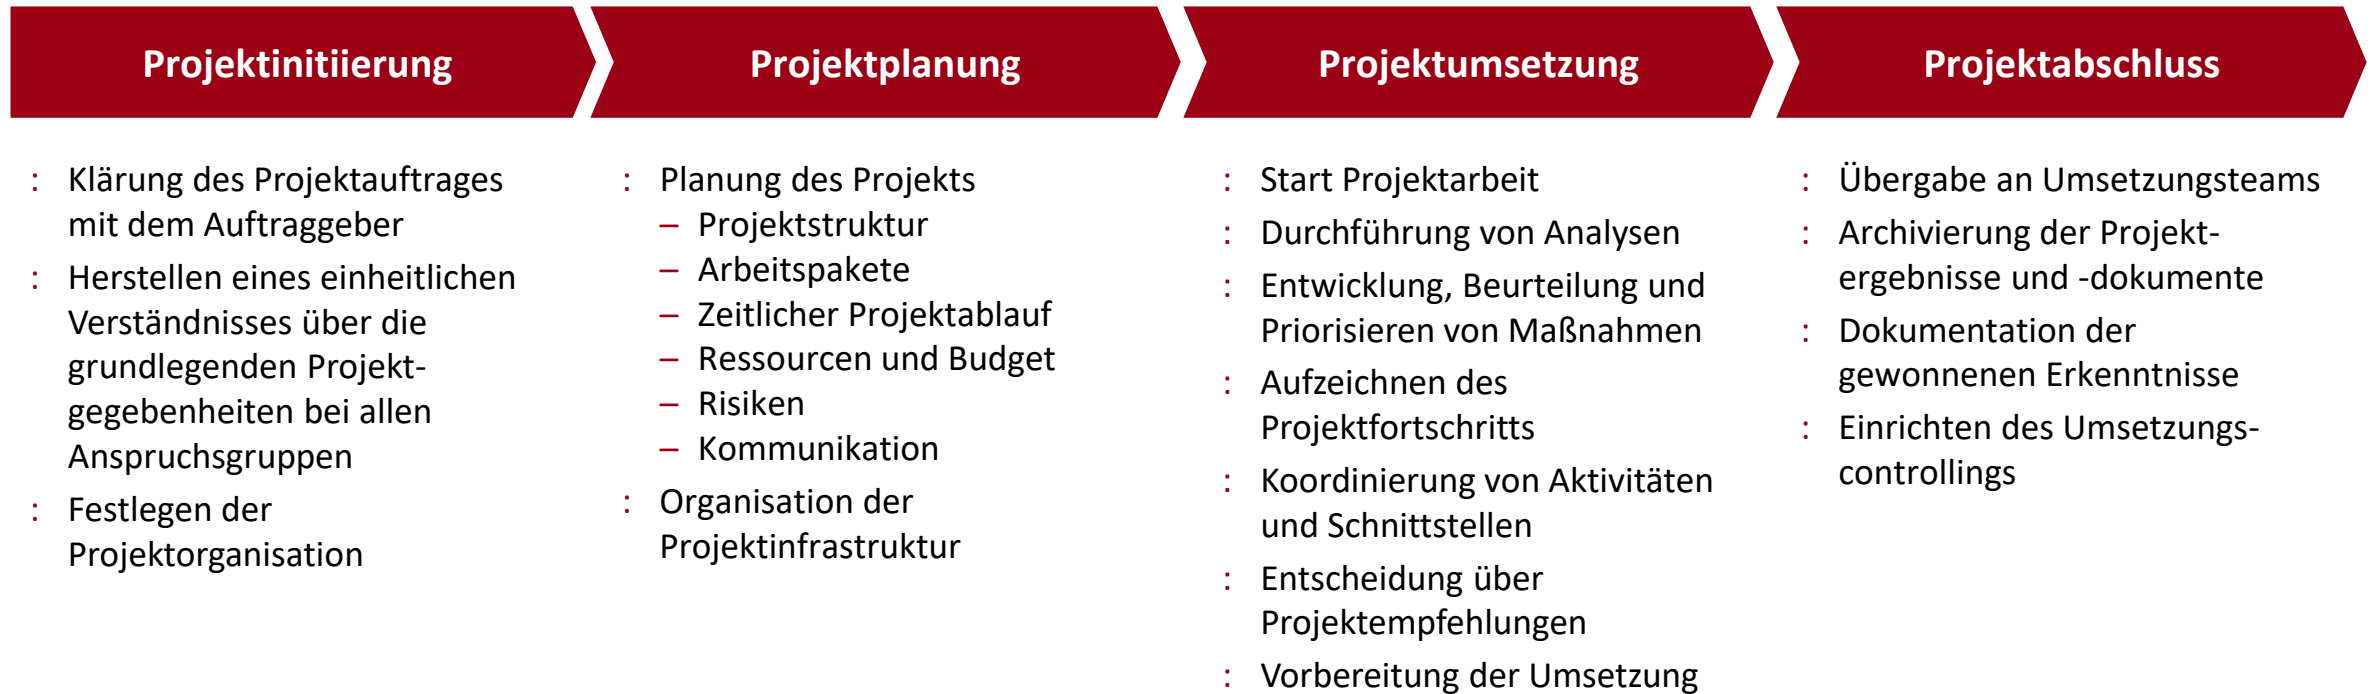 Projektinitiierung
: Klärung des Projektauftrages
mit dem Auftraggeber
: Herstellen eines einheitlichen
Verständnisses über die
grundlegenden Projekt-
gegebenheiten bei allen
Anspruchsgruppen
: Festlegen der
Projektorganisation
Projektplanung
: Planung des Projekts
– Projektstruktur
– Arbeitspakete
– Zeitlicher Projektablauf
– Ressourcen und Budget
– Risiken
– Kommunikation
: Organisation der
Projektinfrastruktur
Projektumsetzung
: Start Projektarbeit
: Durchführung von Analysen
: Entwicklung, Beurteilung und
Priorisieren von Maßnahmen
: Aufzeichnen des
Projektfortschritts
: Koordinierung von Aktivitäten
und Schnittstellen
: Entscheidung über
Projektempfehlungen
: Vorbereitung der Umsetzung
Projektabschluss
: Übergabe an Umsetzungsteams
: Archivierung der Projekt-
ergebnisse und -dokumente
: Dokumentation der
gewonnenen Erkenntnisse
: Einrichten des Umsetzungs-
controllings